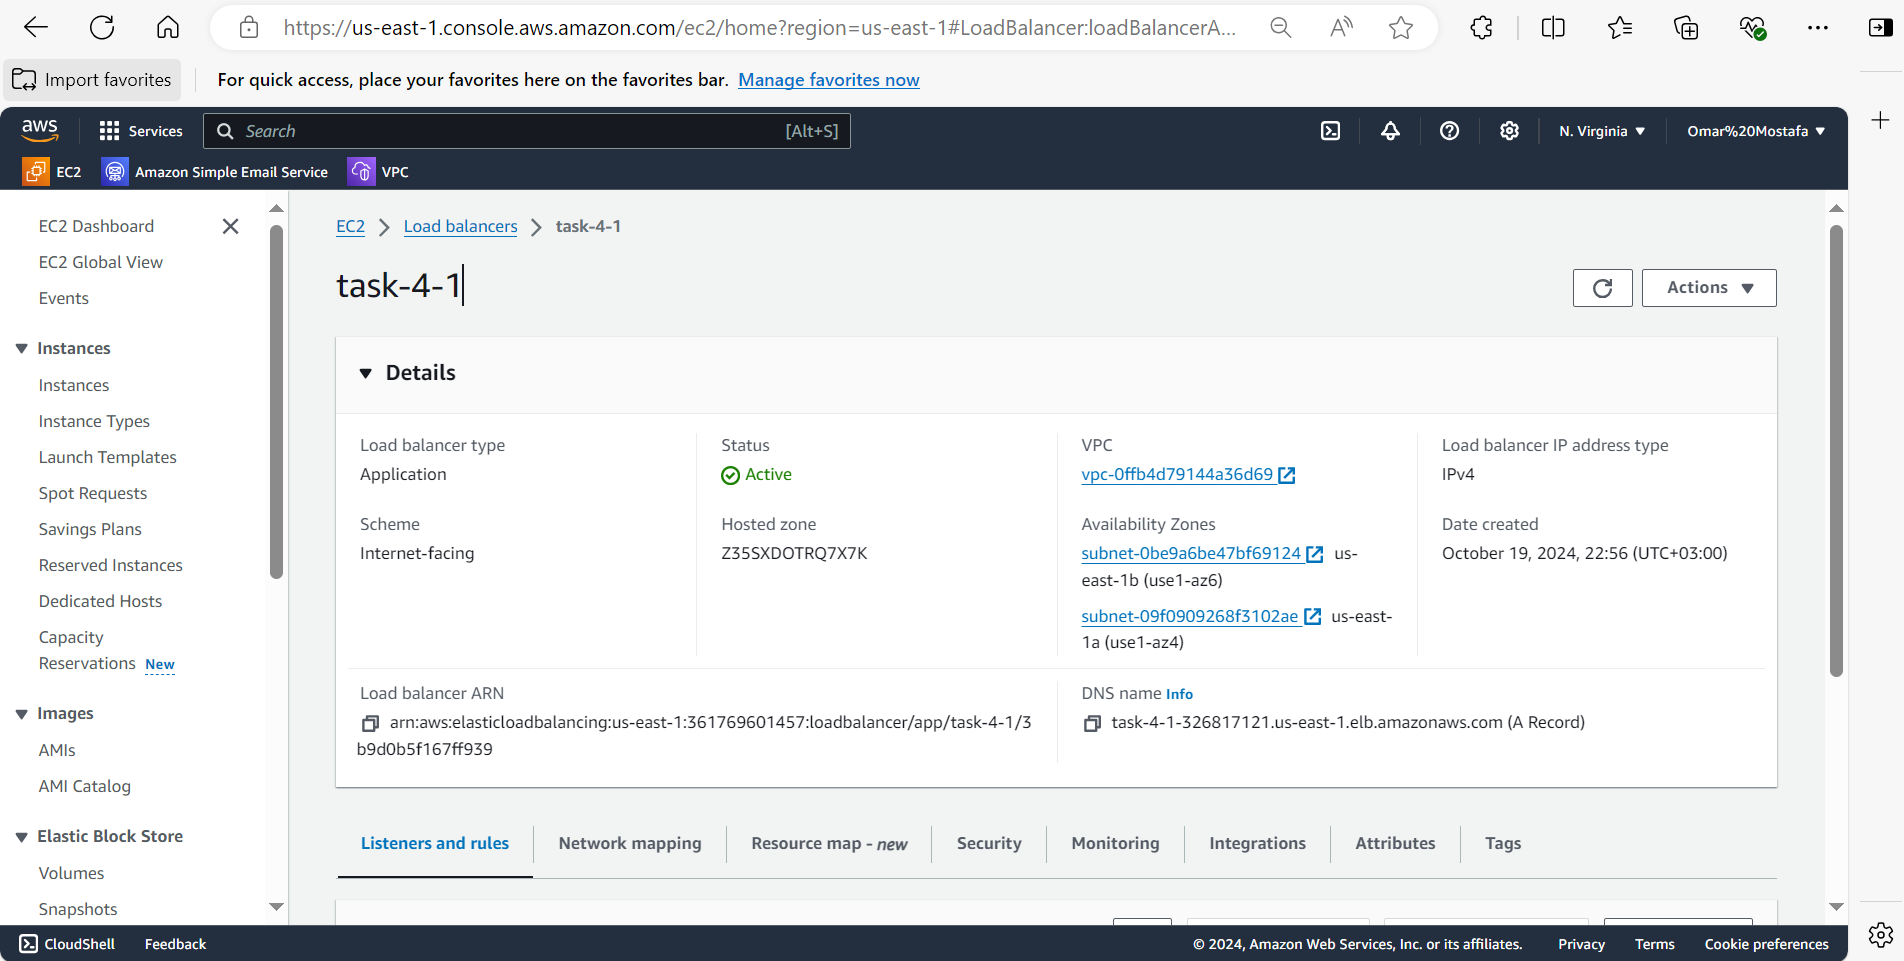 https://us-east-1.console.aws.amazon.com/ec2/home?region=us-east-1#LoadBalancer:loadBalancerA...
Import favorites
For quick access, place your favorites here on the favorites bar. Manage favorites now
aws
Services
Search
[Alt+S]
N. Virginia
Omar%20Mostafa
EC2
Amazon Simple Email Service
VPC
EC2 Dashboard
EC2 Global View
Events
Instances
Instances
Instance Types
Launch Templates
Spot Requests
Savings Plans
Reserved Instances
Dedicated Hosts
Capacity
Reservations New
Images
AMIs
AMI Catalog
Elastic Block Store
Volumes
Snapshots
EC2 > Load balancers > task-4-1
task-4-1
Actions
Details
Load balancer type
Application
Status
Active
VPC
vpc-0ffb4d79144a36d69
Load balancer IP address type
IPv4
Scheme
Internet-facing
Hosted zone
Z35SXDOTRQ7X7K
Availability Zones
subnet-0be9a6be47bf69124 us-
east-1b (use1-az6)
subnet-09f0909268f3102ae us-east-
1a (use1-az4)
Date created
October 19, 2024, 22:56 (UTC+03:00)
Load balancer ARN
arn:aws:elasticloadbalancing:us-east-1:361769601457:loadbalancer/app/task-4-1/3
b9d0b5f167ff939
DNS name Info
task-4-1-326817121.us-east-1.elb.amazonaws.com (A Record)
Listeners and rules
Network mapping
Resource map - new
Security
Monitoring
Integrations
Attributes
Tags
CloudShell
Feedback
© 2024, Amazon Web Services, Inc. or its affiliates.
Privacy
Terms
Cookie preferences